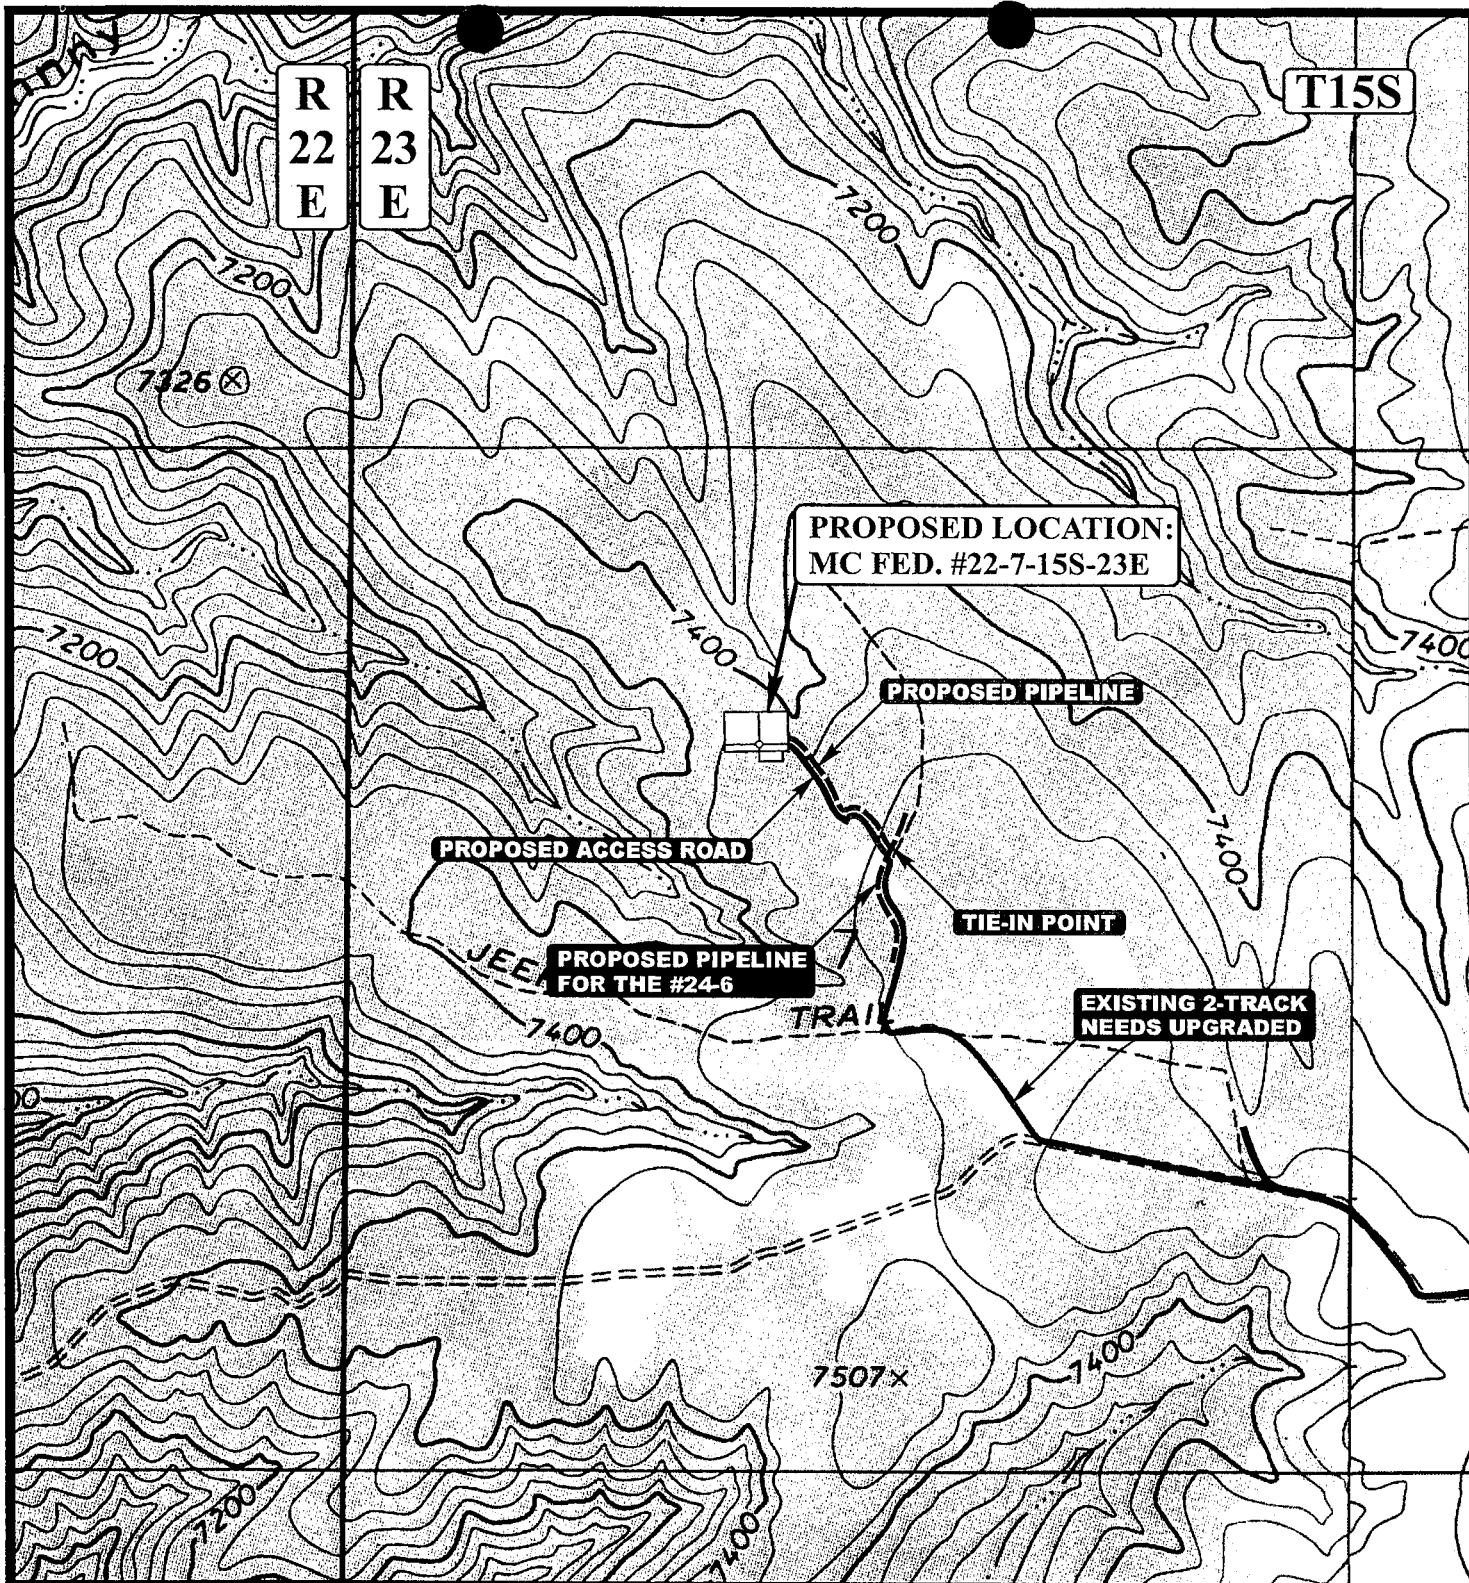 R
22
E
R
23
E
T15S
7200
7200
7326
PROPOSED LOCATION:
MC FED. #22-7-15S-23E
7400
7200
7400
PROPOSED PIPELINE
7400
PROPOSED ACCESS ROAD
TIE-IN POINT
PROPOSED PIPELINE
FOR THE #24-6
TRAIL
EXISTING 2-TRACK
NEEDS UPGRADED
7400
7507
7400
7200
7400